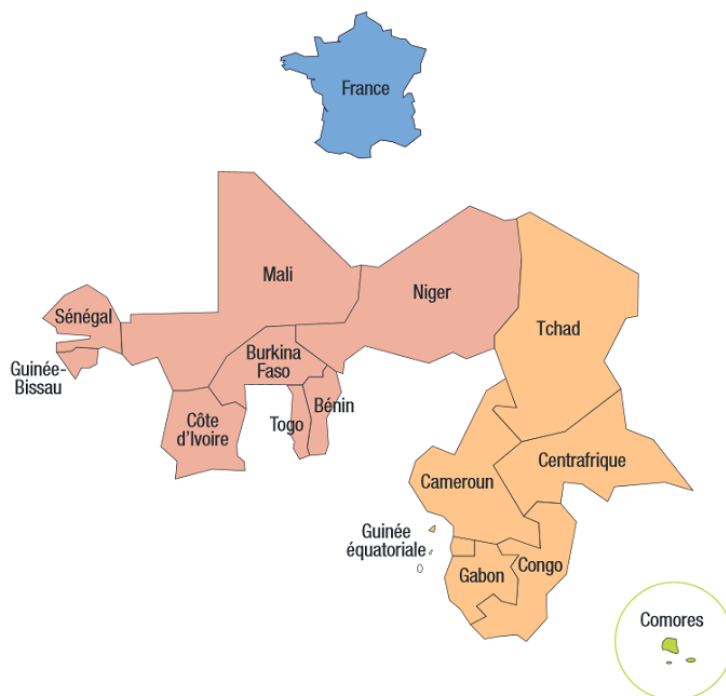 France
Mali
Niger
Sénégal
Tchad
Guinée-
Bissau
Burkina
Faso
Côte
d'Ivoire
Togo
Bénin
Cameroun
Centrafrique
Guinée
équatoriale
Gabon
Congo
Comores